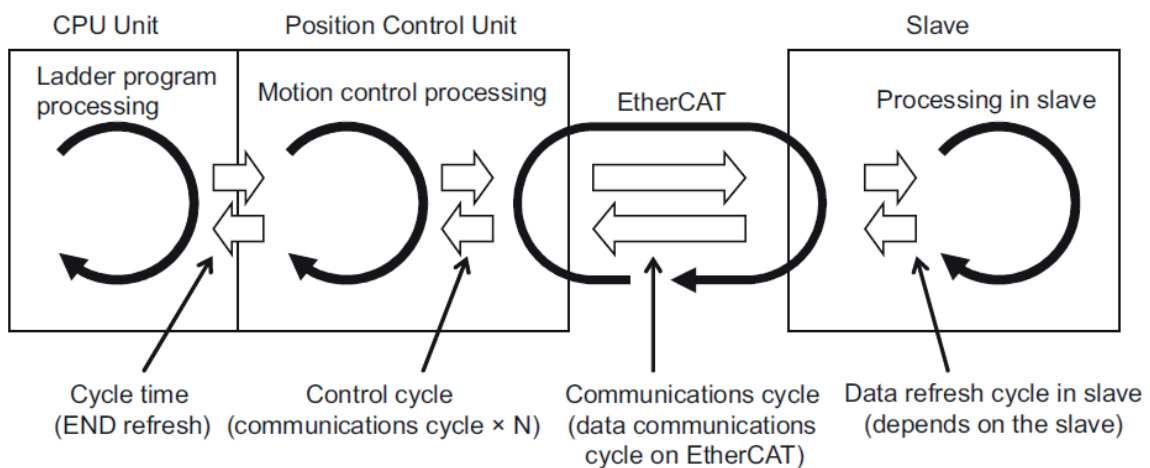 CPU Unit
Position Control Unit
Slave
Ladder program
processing
Motion control processing
EtherCAT
Processing in slave
Cycle time
(END refresh)
Control cycle
(communications cycle × N)
Communications cycle
(data communications
cycle on EtherCAT)
Data refresh cycle in slave
(depends on the slave)